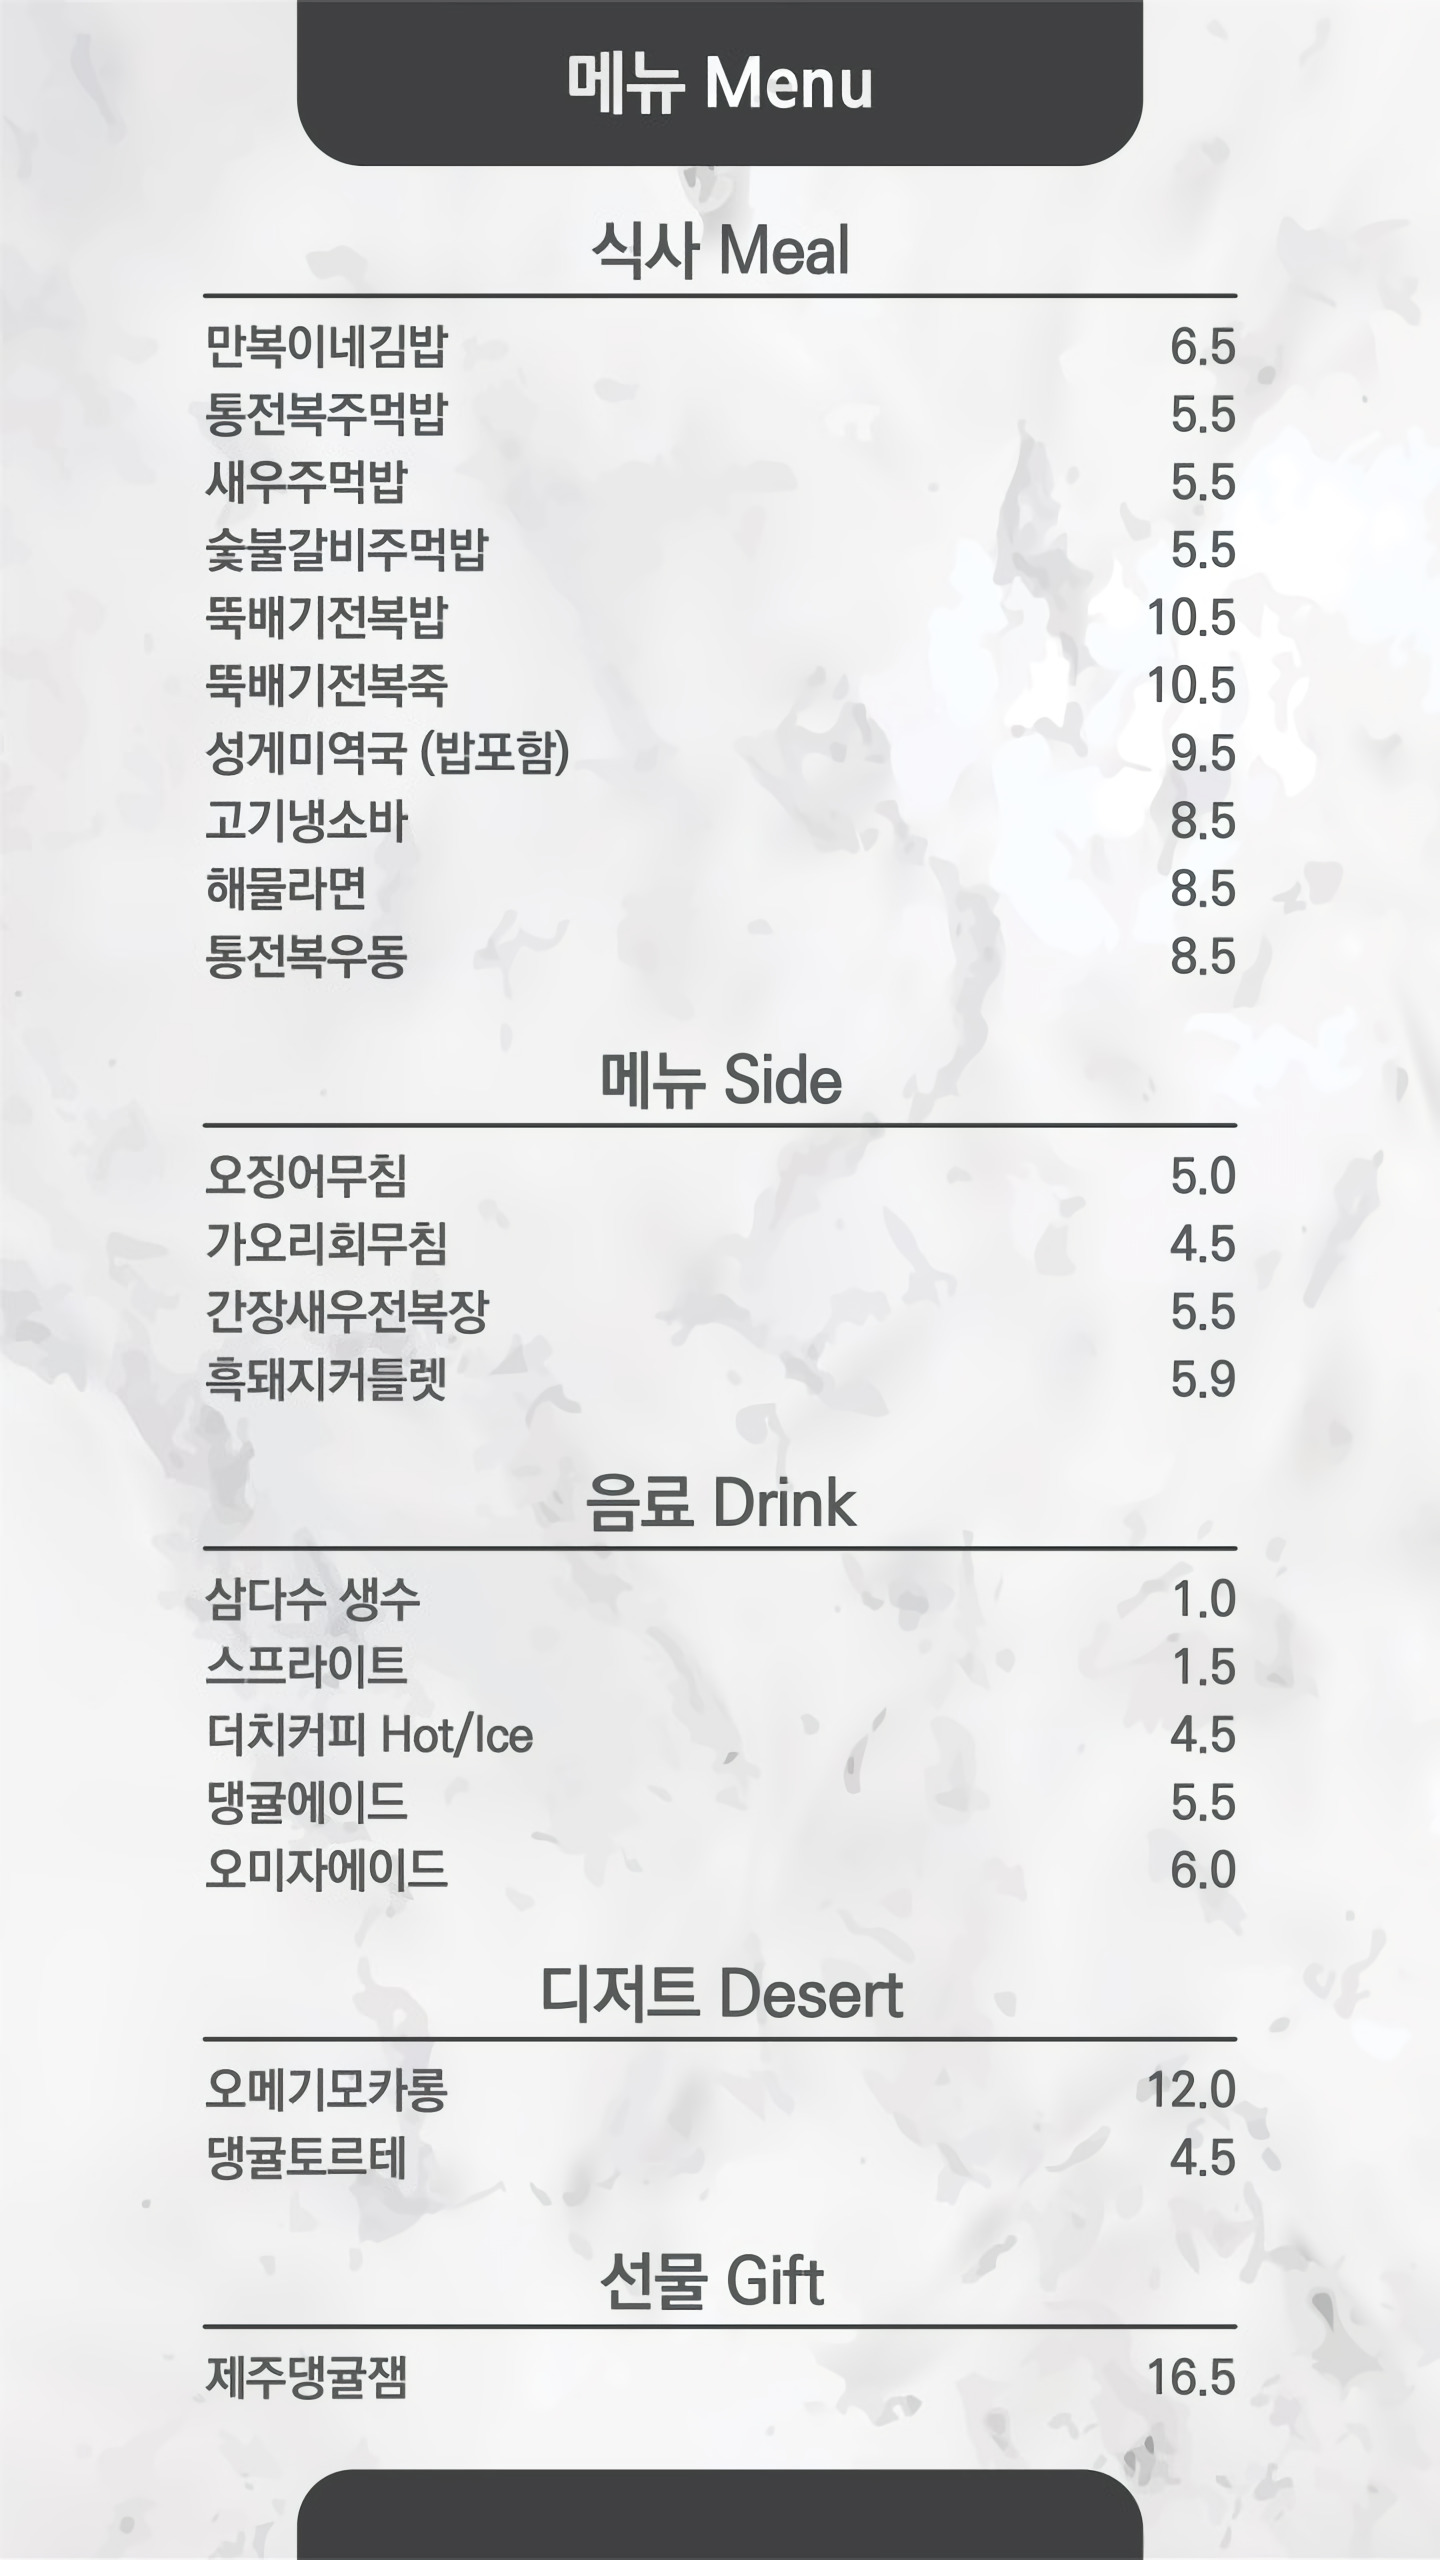 메뉴 Menu
식사 Meal
만복이네김밥 6.5
통전복주먹밥 5.5
새우주먹밥 5.5
숯불갈비주먹밥 5.5
뚝배기전복밥 10.5
뚝배기전복죽 10.5
성게미역국 (밥포함) 9.5
고기냉소바 8.5
해물라면 8.5
통전복우동 8.5
메뉴 Side
오징어무침 5.0
가오리회무침 4.5
간장새우전복장 5.5
흑돼지커틀렛 5.9
음료 Drink
삼다수 생수 1.0
스프라이트 1.5
더치커피 Hot/Ice 4.5
댕귤에이드 5.5
오미자에이드 6.0
디저트 Desert
오메기모카롱 12.0
댕귤토르테 4.5
선물 Gift
제주댕귤잼 16.5